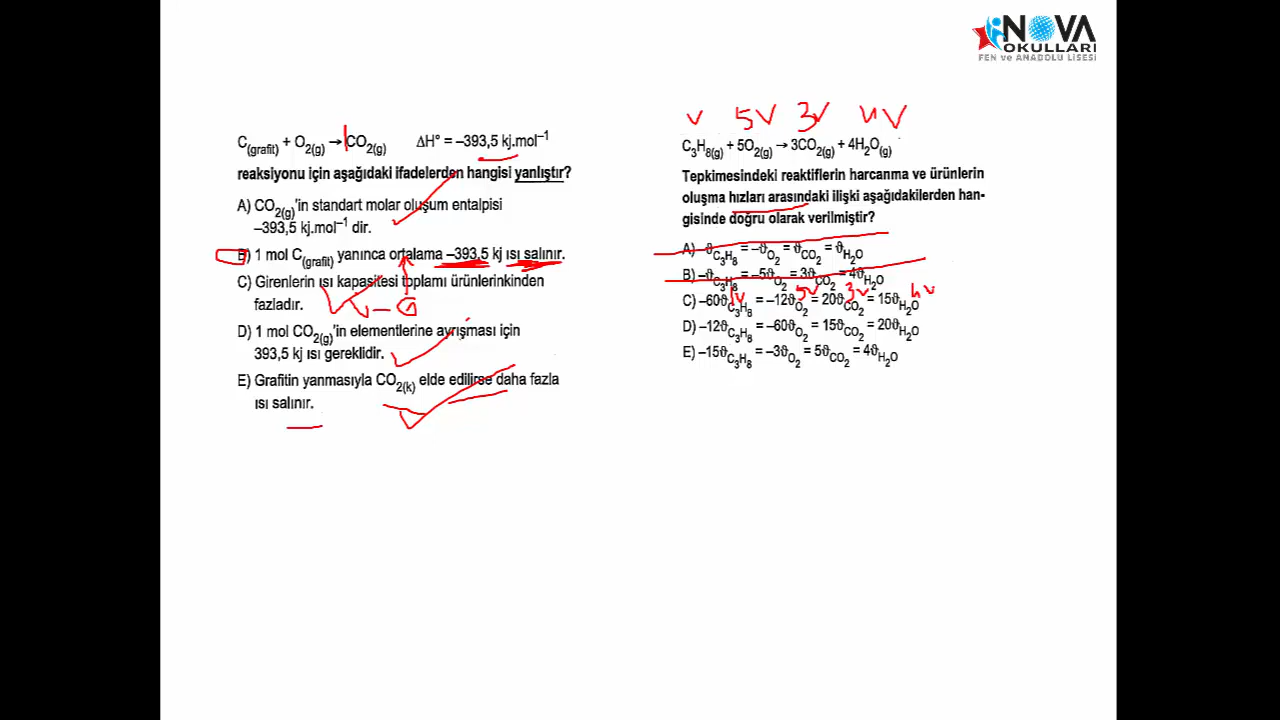 NOVA
OKULLARI
FEN ve ANADOLU LİSESİ
C(grafit) + O2(g) → CO2(g) ΔH° = –393,5 kj.mol–1
reaksiyonu için aşağıdaki ifadelerden hangisi yanlıştır?
A) CO2(g)'in standart molar oluşum entalpisi
–393,5 kj.mol–1 dir.
B) 1 mol C(grafit) yanınca ortalama –393,5 kj ısı salınır.
C) Girenlerin ısı kapasitesi toplamı ürünlerinkinden
fazladır.
D) 1 mol CO2(g)'in elementlerine ayrışması için
393,5 kj ısı gereklidir.
E) Grafitin yanmasıyla CO2(k) elde edilirse daha fazla
ısı salınır.
V 5V 3V 4V
C3H8(g) + 5O2(g) → 3CO2(g) + 4H2O(g)
Tepkimesindeki reaktiflerin harcanma ve ürünlerin
oluşma hızları arasındaki ilişki aşağıdakilerden han-
gisinde doğru olarak verilmiştir?
A) –ϑC3H8 = –ϑO2 = ϑCO2 = ϑH2O
B) –ϑC3H8 = –5ϑO2 = 3ϑCO2 = 4ϑH2O
1V 5V 3V 4V
C) –60ϑC3H8 = –12ϑO2 = 20ϑCO2 = 15ϑH2O
D) –12ϑC3H8 = –60ϑO2 = 15ϑCO2 = 20ϑH2O
E) –15ϑC3H8 = –3ϑO2 = 5ϑCO2 = 4ϑH2O